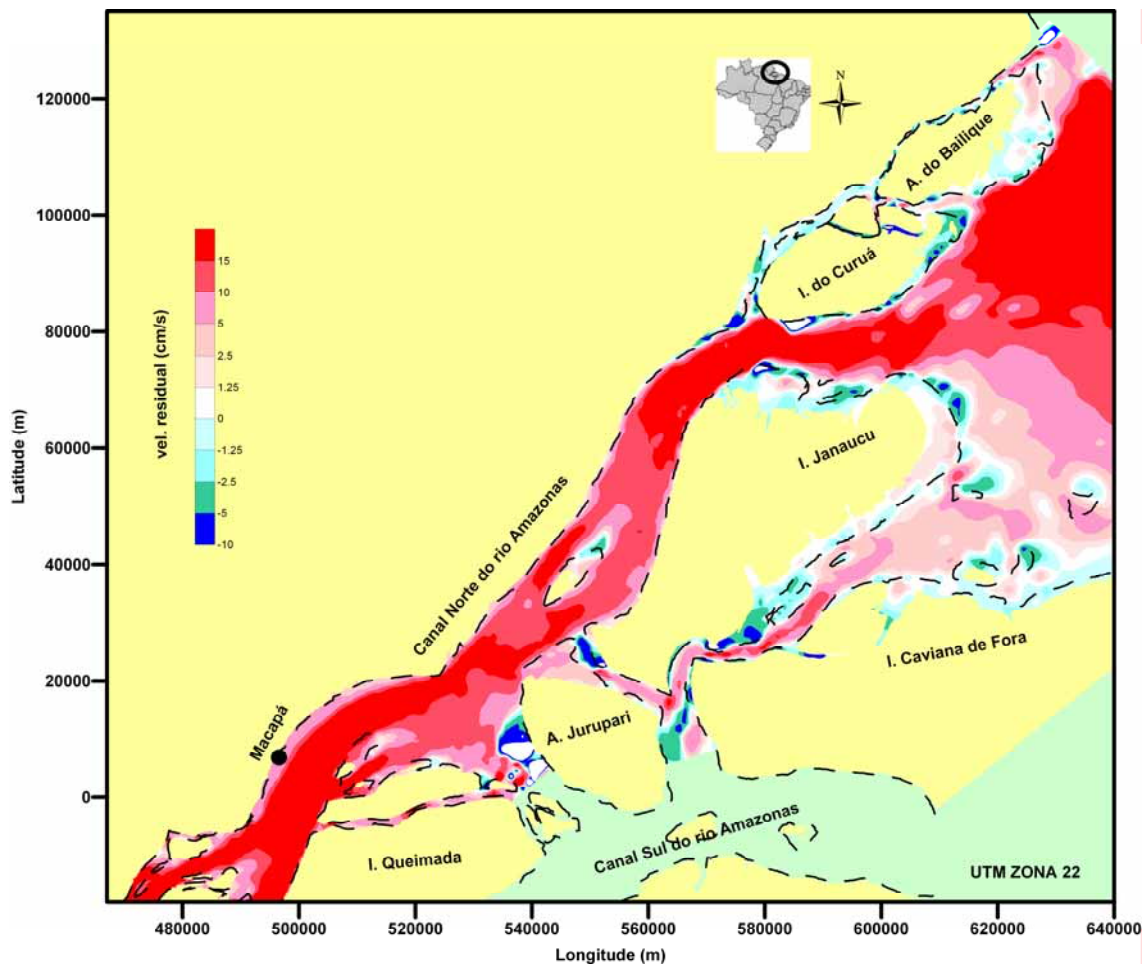 N
A. do Bailique
I. do Curuá
I. Janaucu
I. Caviana de Fora
Canal Norte do rio Amazonas
A. Jurupari
Macapá
I. Queimada
Canal Sul do rio Amazonas
UTM ZONA 22
vel. residual (cm/s)
15
10
5
2.5
1.25
0
-1.25
-2.5
-5
-10
Latitude (m)
120000
100000
80000
60000
40000
20000
0
480000 500000 520000 540000 560000 580000 600000 620000 640000
Longitude (m)